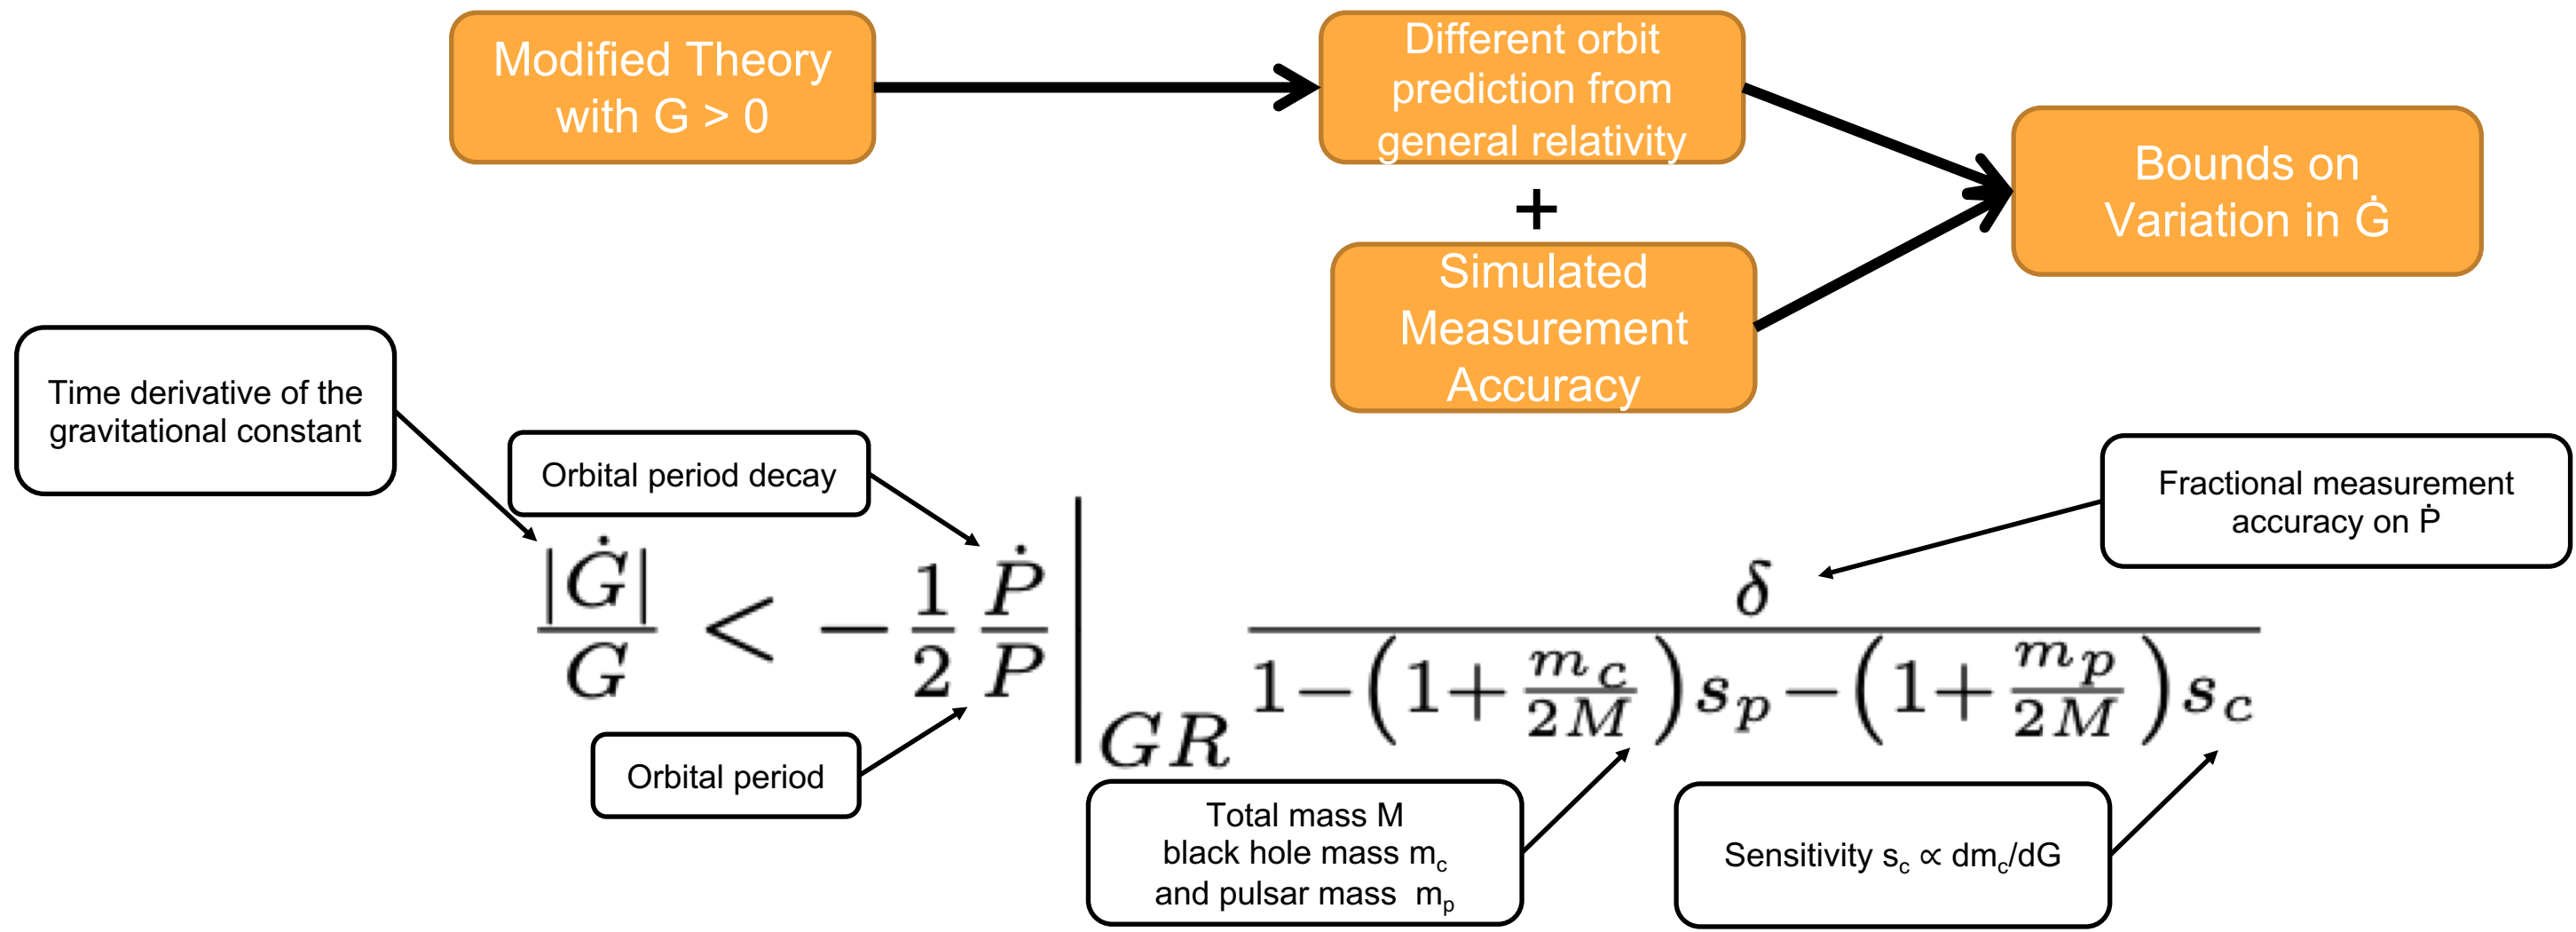 Modified Theory
with G > 0
Different orbit
prediction from
general relativity
+
Simulated
Measurement
Accuracy
Bounds on
Variation in Ġ
Time derivative of the
gravitational constant
Orbital period decay
Fractional measurement
accuracy on Ṗ
|Ġ|/G < −1/2 Ṗ/P |GR δ/(1−(1+m_c/2M)s_p−(1+m_p/2M)s_c)
Orbital period
Total mass M
black hole mass m_c
and pulsar mass m_p
Sensitivity s_c ∝ dm_c/dG